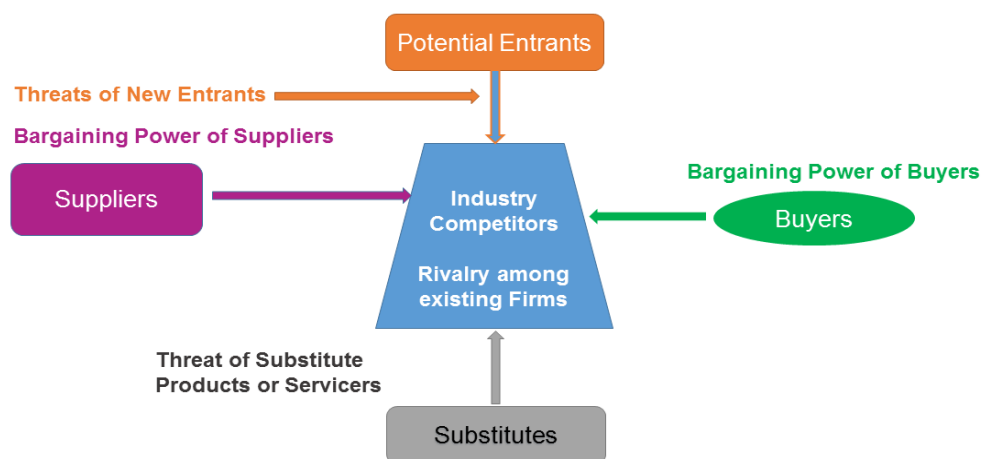 Potential Entrants
Threats of New Entrants
Bargaining Power of Suppliers
Suppliers
Industry
Competitors
Rivalry among
existing Firms
Bargaining Power of Buyers
Buyers
Threat of Substitute
Products or Servicers
Substitutes